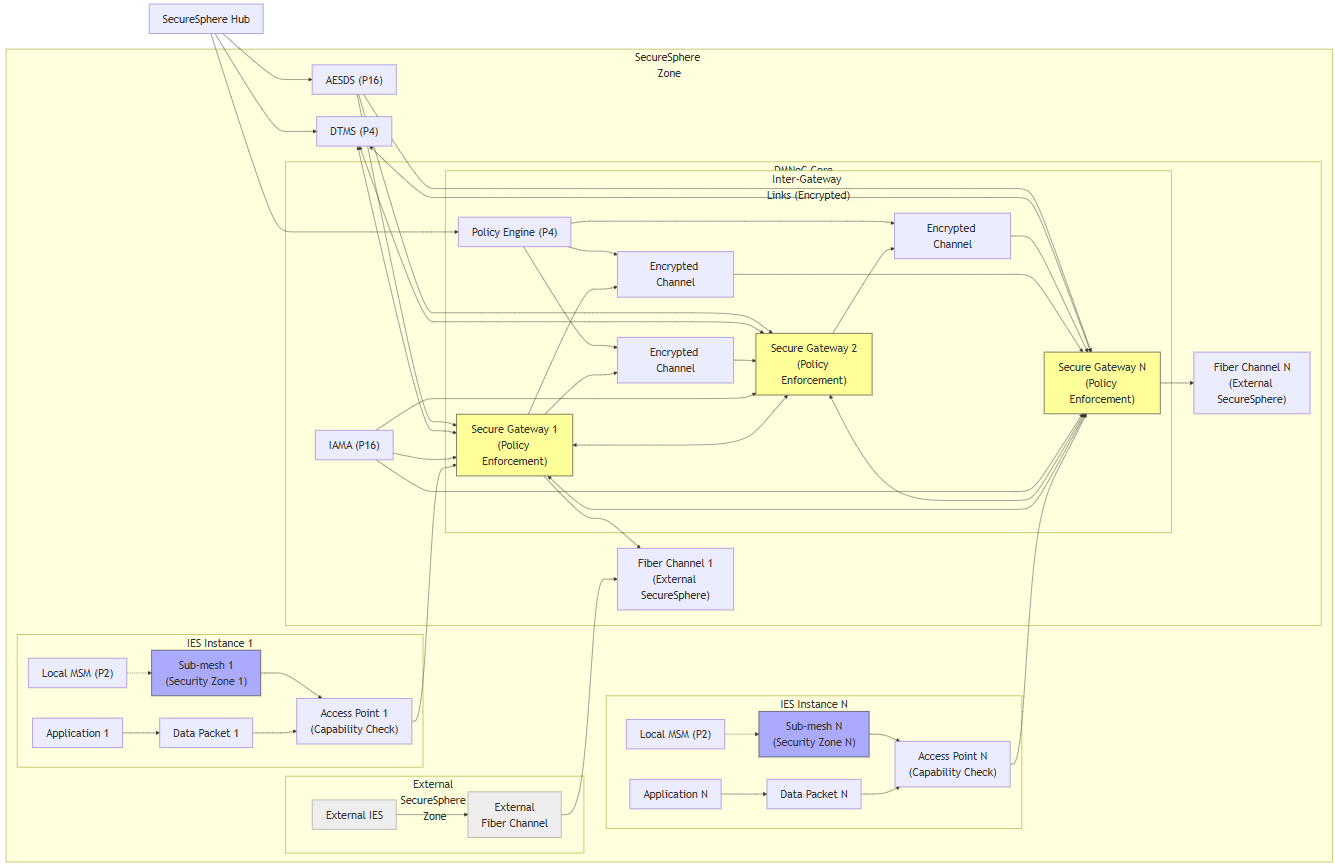 SecureSphere Hub
SecureSphere
Zone
AESDS (P16)
DTMS (P4)
DMNoC Core
Inter-Gateway
Links (Encrypted)
Policy Engine (P4)
Encrypted
Channel
Encrypted
Channel
Encrypted
Channel
Secure Gateway 2
(Policy
Enforcement)
Secure Gateway N
(Policy
Enforcement)
Fiber Channel N
(External
SecureSphere)
IAMA (P16)
Secure Gateway 1
(Policy
Enforcement)
Fiber Channel 1
(External
SecureSphere)
IES Instance 1
Local MSM (P2)
Sub-mesh 1
(Security Zone 1)
Access Point 1
(Capability Check)
Application 1
Data Packet 1
IES Instance N
Local MSM (P2)
Sub-mesh N
(Security Zone N)
Access Point N
(Capability Check)
Application N
Data Packet N
External
SecureSphere
Zone
External IES
External
Fiber Channel